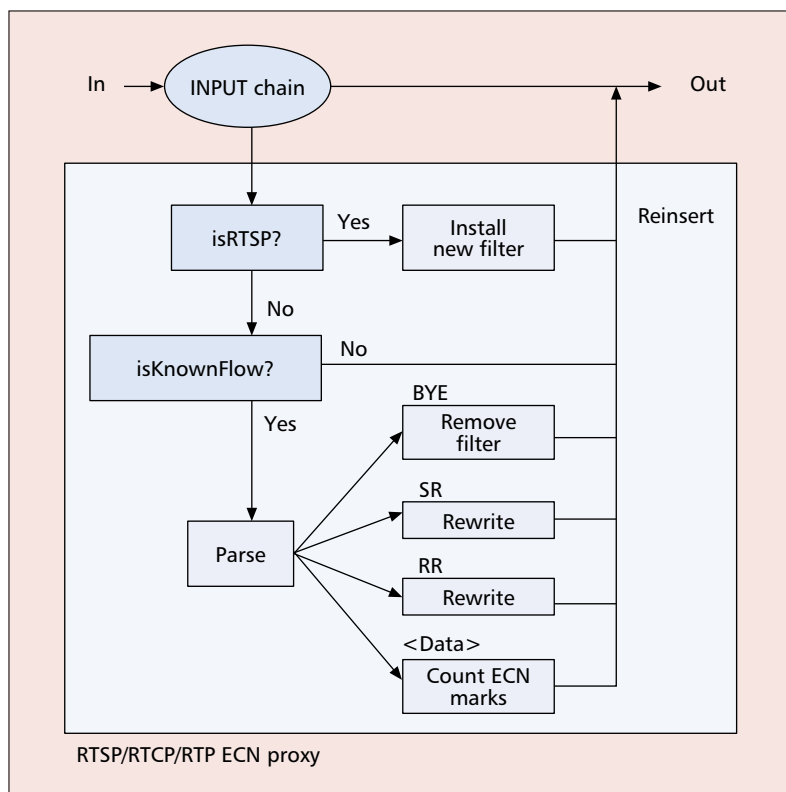 In
INPUT chain
Out
isRTSP?
Yes
Install
new filter
Reinsert
No
isKnownFlow?
No
Yes
BYE
Remove
filter
SR
Rewrite
Parse
RR
Rewrite
<Data>
Count ECN
marks
RTSP/RTCP/RTP ECN proxy